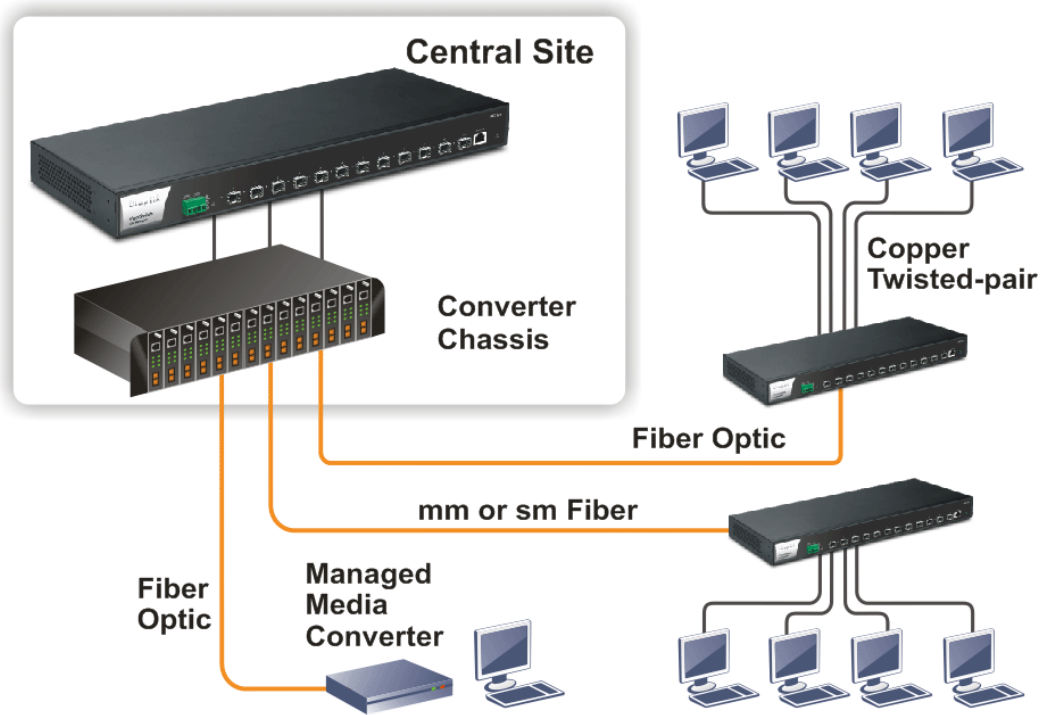 Central Site
Converter
Chassis
Copper
Twisted-pair
Fiber Optic
mm or sm Fiber
Fiber
Optic
Managed
Media
Converter